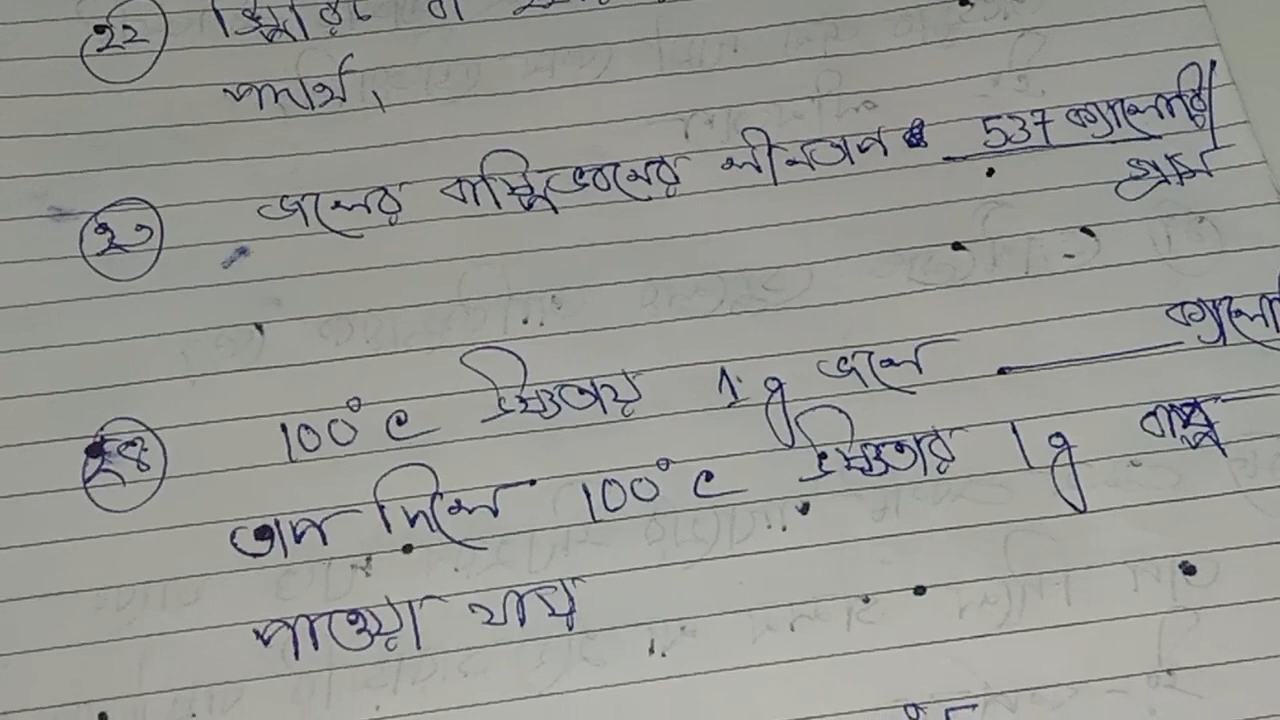 ২২
পদার্থ।
২৩ জলের বাষ্পিভবনের লীনতাপ 537 ক্যালোরি/
গ্রাম
২৪ 100°C উষ্ণতায় 1 g জলে ______ ক্যালো
তাপ দিলে 100°C উষ্ণতার 1 g বাষ্প
পাওয়া যায়